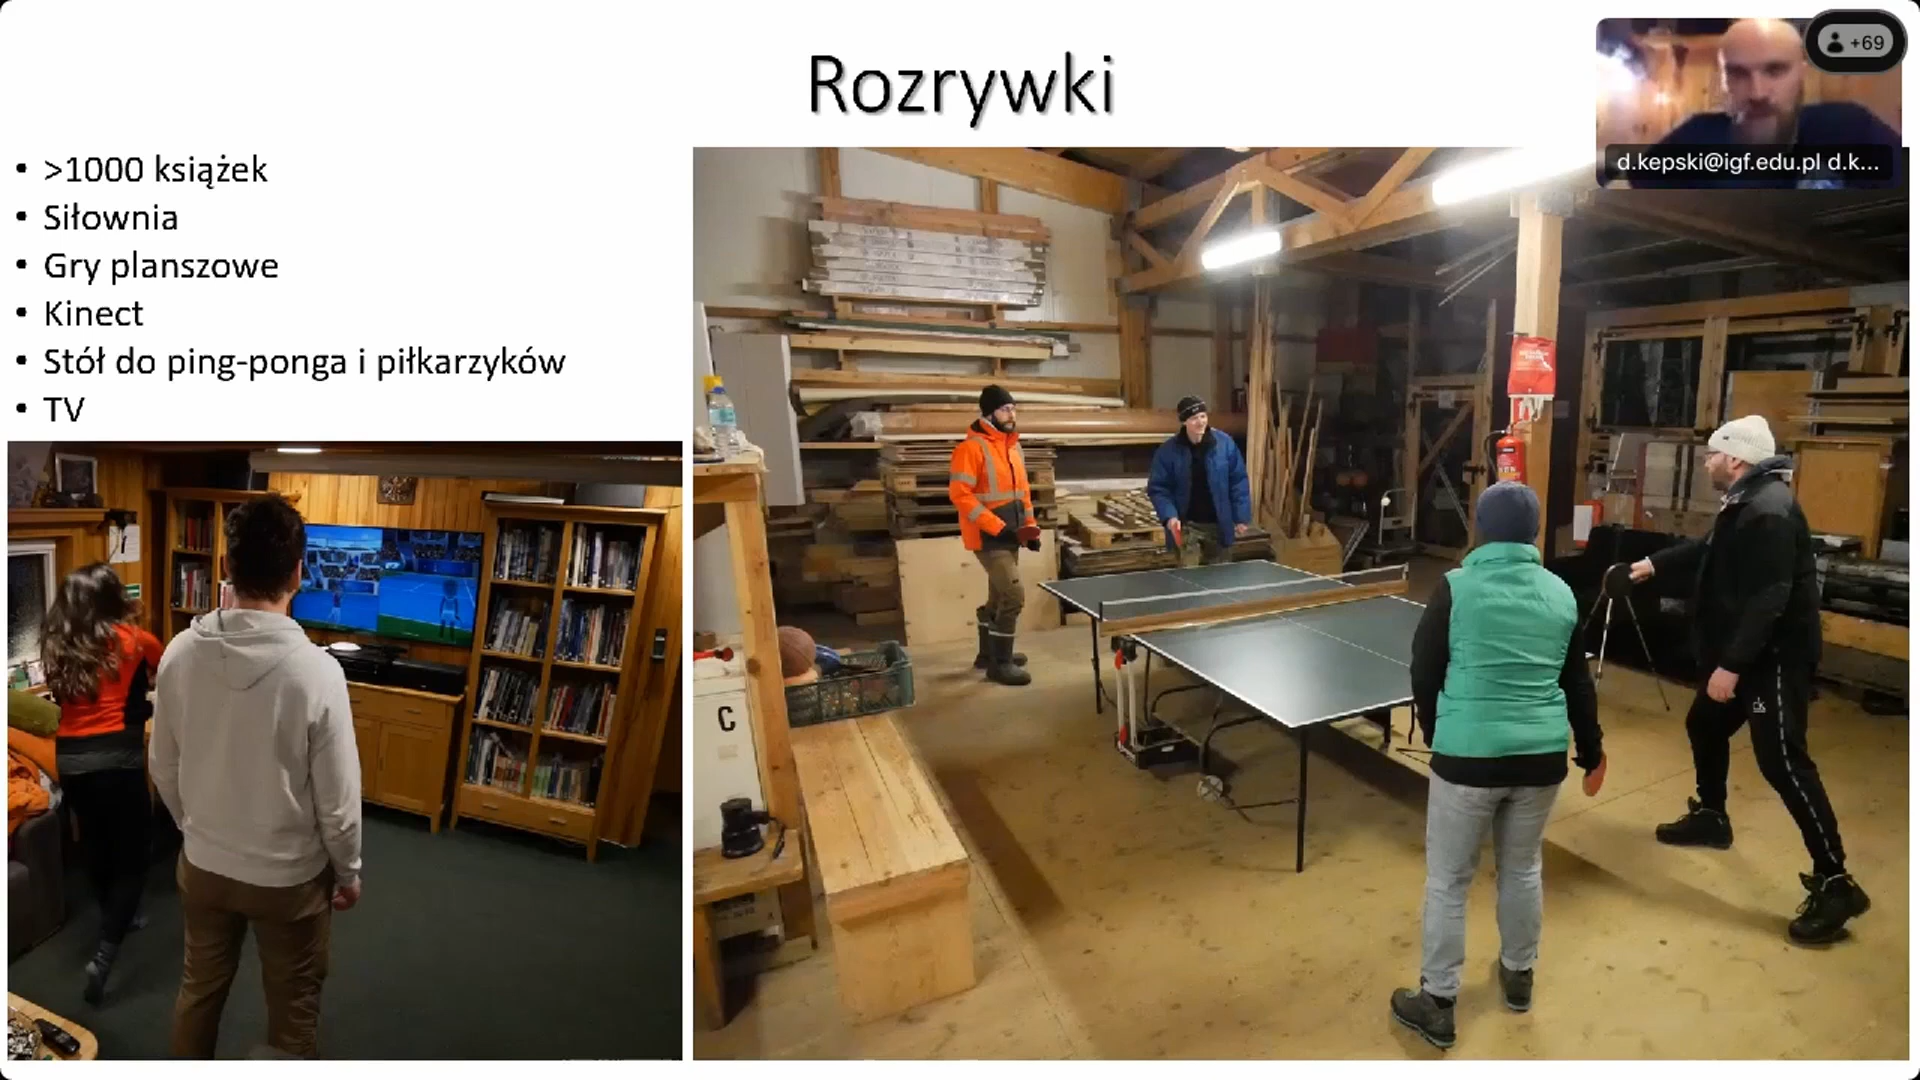 Rozrywki
+69
d.kepski@igf.edu.pl d.k...
• >1000 książek
• Siłownia
• Gry planszowe
• Kinect
• Stół do ping-ponga i piłkarzyków
• TV
C